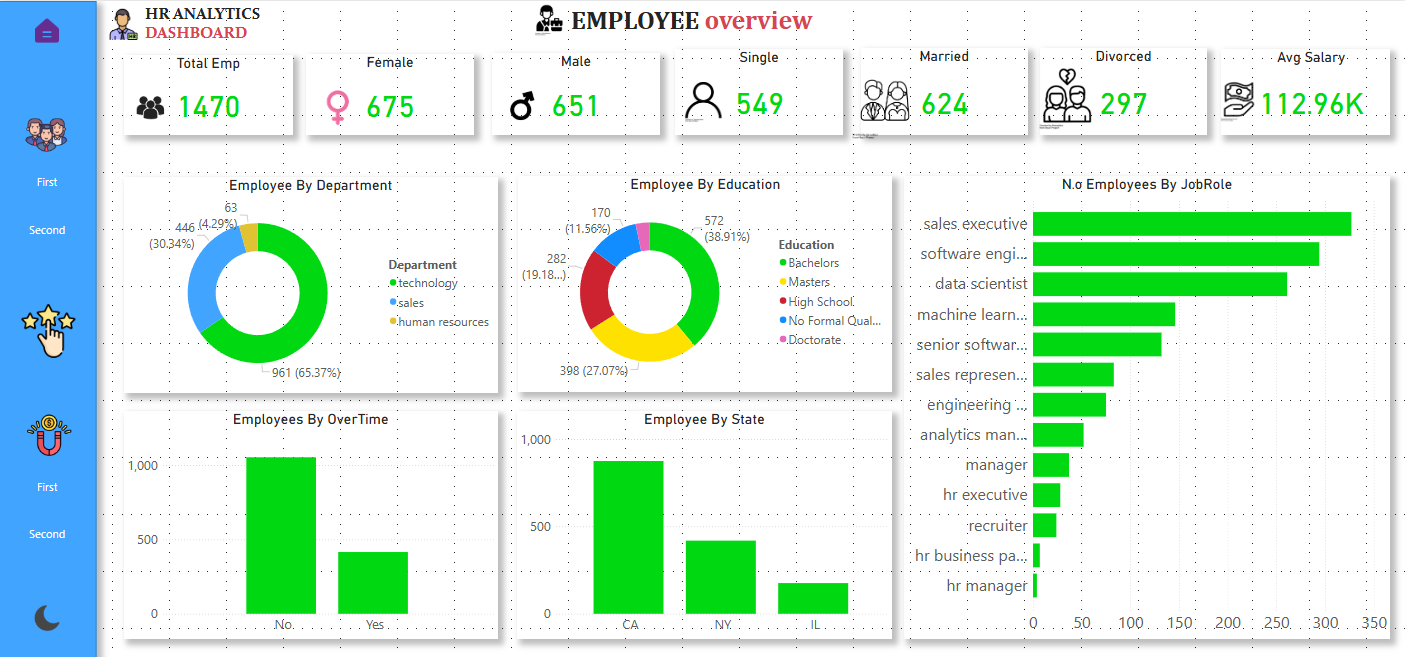 HR ANALYTICS
DASHBOARD
EMPLOYEE overview
Total Emp
1470
Female
675
Male
651
Single
549
Married
624
Divorced
297
Avg Salary
112.96K
First
Second
First
Second
Employee By Department
63
(4.29%)
446
(30.34%)
961 (65.37%)
Department
technology
sales
human resources
Employee By Education
170
(11.56%)
572
(38.91%)
282
(19.18...)
398 (27.07%)
Education
Bachelors
Masters
High School
No Formal Qual...
Doctorate
N.o Employees By JobRole
sales executive
software engi...
data scientist
machine learn...
senior softwar...
sales represen...
engineering ...
analytics man...
manager
hr executive
recruiter
hr business pa...
hr manager
0 50 100 150 200 250 300 350
Employees By OverTime
1,000
500
0
No
Yes
Employee By State
1,000
500
0
CA
NY
IL